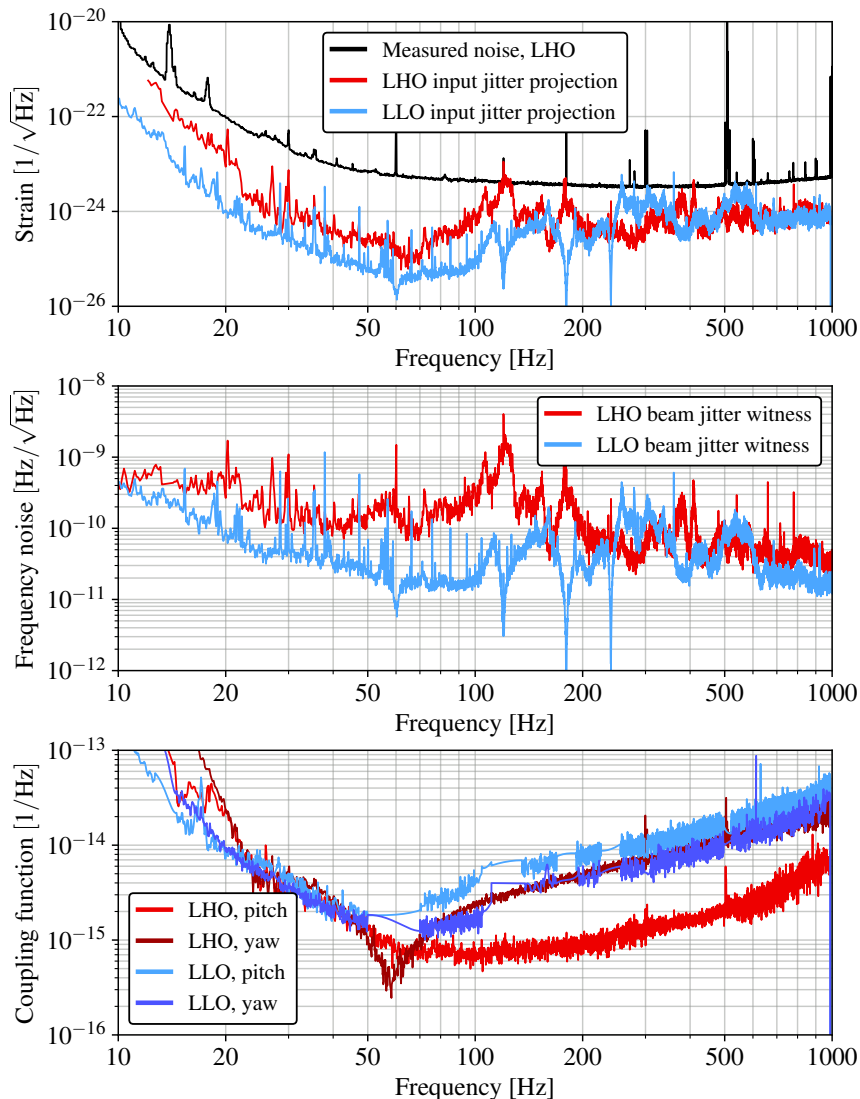 Strain [1/√Hz]
10⁻²⁰
10⁻²²
10⁻²⁴
10⁻²⁶
Measured noise, LHO
LHO input jitter projection
LLO input jitter projection
10 20 50 100 200 500 1000
Frequency [Hz]
Frequency noise [Hz/√Hz]
10⁻⁸
10⁻⁹
10⁻¹⁰
10⁻¹¹
10⁻¹²
LHO beam jitter witness
LLO beam jitter witness
10 20 50 100 200 500 1000
Frequency [Hz]
Coupling function [1/Hz]
10⁻¹³
10⁻¹⁴
10⁻¹⁵
10⁻¹⁶
LHO, pitch
LHO, yaw
LLO, pitch
LLO, yaw
10 20 50 100 200 500 1000
Frequency [Hz]